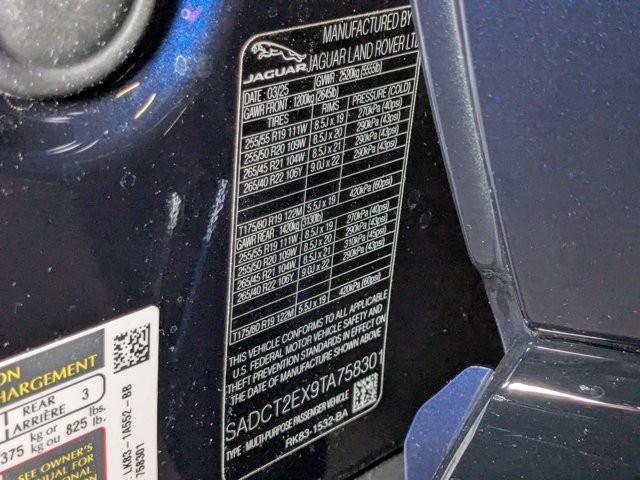 JAGUAR
MANUFACTURED BY
JAGUAR LAND ROVER LT
DATE : 03/25 GVWR : 2520kg (5555lb)
GAWR FRONT : 1200kg (2645lb)
TIRES RIMS PRESSURE (COLD)
255/55 R19 111W 8.5J x 19 270kPa (40psi)
255/50 R20 109W 8.5J x 20 290kPa (43psi)
265/45 R21 104W 8.5J x 21 290kPa (43psi)
265/40 R22 106Y 9.0J x 22 290kPa (43psi)
T175/80 R19 122M 5.5J x 19 420kPa (60psi)
GAWR REAR : 1420kg (3130lb)
255/55 R19 111W 8.5J x 19 270kPa (40psi)
255/50 R20 109W 8.5J x 20 290kPa (43psi)
265/45 R21 104W 8.5J x 21 310kPa (45psi)
265/40 R22 106Y 9.0J x 22 290kPa (43psi)
T175/80 R19 122M 5.5J x 19 420kPa (60psi)
THIS VEHICLE CONFORMS TO ALL APPLICABLE
U.S. FEDERAL MOTOR VEHICLE SAFETY AND
THEFT PREVENTION STANDARDS IN EFFECT ON
THE DATE OF MANUFACTURE SHOWN ABOVE.
SADCT2EX9TA758301
TYPE: MULTI-PURPOSE PASSENGER VEHICLE
RK83-1532-BA
ON
CHARGEMENT
REAR 3
ARRIÈRE
375 kg or lbs.
kg ou 825 lb.
SEE OWNER'S
MANUAL FOR
LK83-1A552-BB
758301